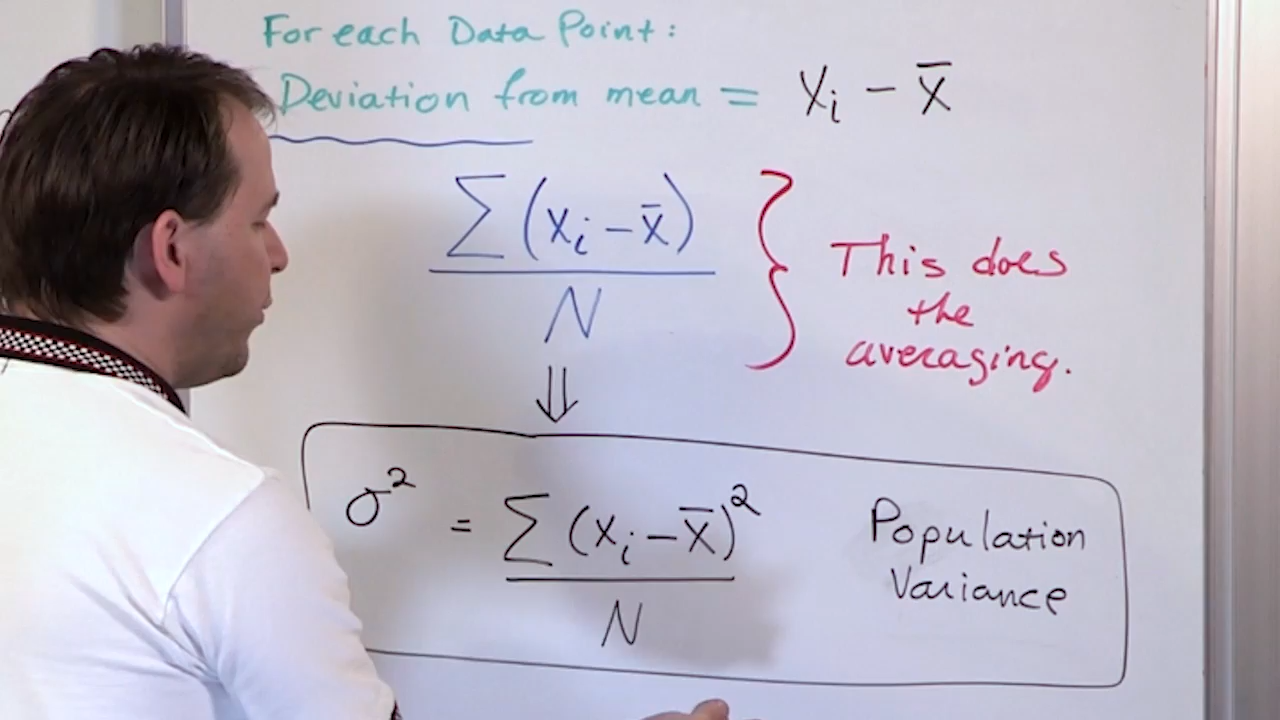 For each Data Point:
Deviation from mean = xᵢ - x̄
∑(xᵢ - x̄)
N
This does
the
averaging.
⇓
σ² = ∑(xᵢ - x̄)²
N
Population
Variance